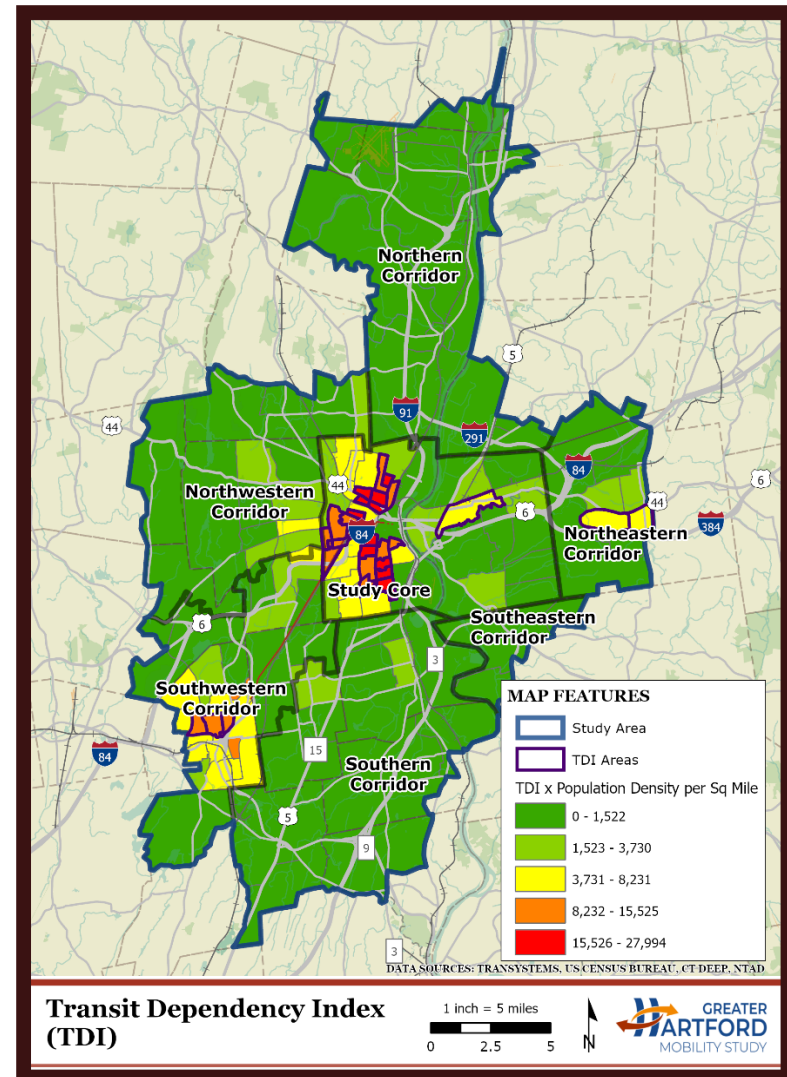 Northern
Corridor
5
91
44
291
84
6
44
Northwestern
Corridor
44
6
384
84
Northeastern
Corridor
Study Core
Southeastern
Corridor
6
3
Southwestern
Corridor
84
15
Southern
Corridor
5
9
3
MAP FEATURES
Study Area
TDI Areas
TDI x Population Density per Sq Mile
0 - 1,522
1,523 - 3,730
3,731 - 8,231
8,232 - 15,525
15,526 - 27,994
DATA SOURCES: TRANSYSTEMS, US CENSUS BUREAU, CT DEEP, NTAD
Transit Dependency Index
(TDI)
1 inch = 5 miles
0 2.5 5
N
GREATER
HARTFORD
MOBILITY STUDY